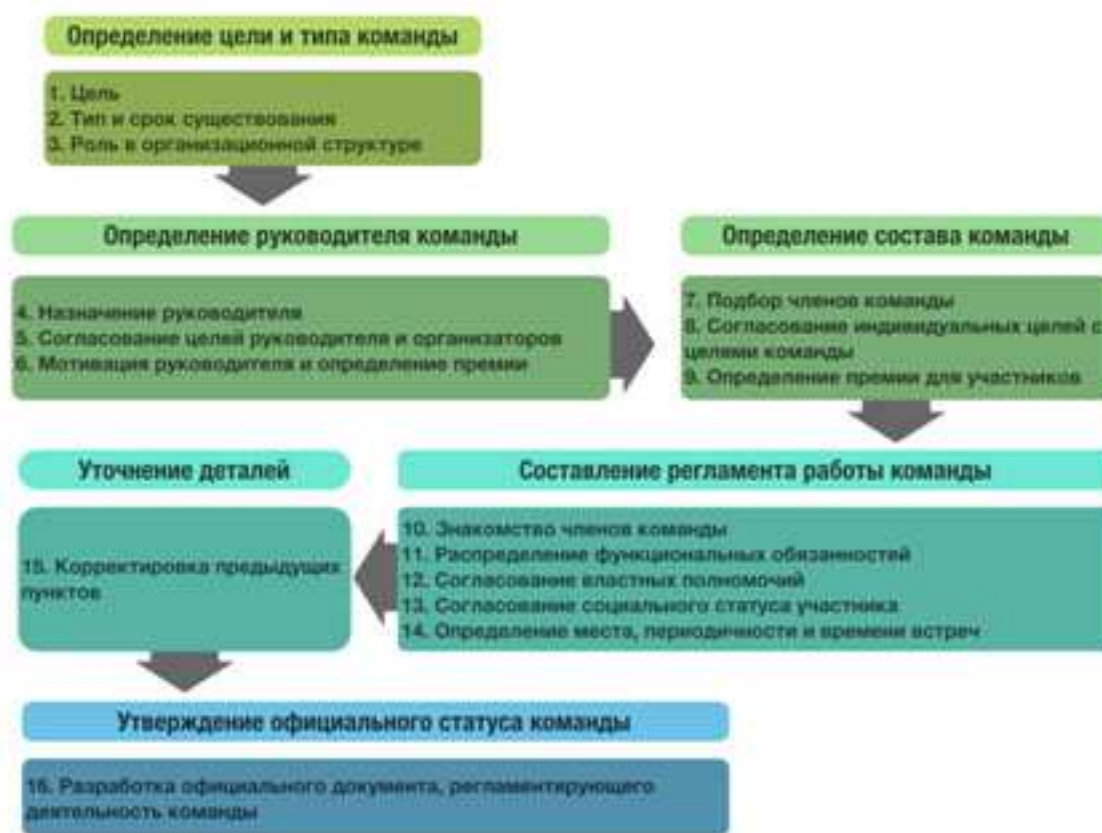 Определение цели и типа команды
1. Цель
2. Тип и срок существования
3. Роль в организационной структуре
Определение руководителя команды
4. Назначение руководителя
5. Согласование целей руководителя и организаторов
6. Мотивация руководителя и определение премии
Определение состава команды
7. Подбор членов команды
8. Согласование индивидуальных целей с
целями команды
9. Определение премии для участников
Составление регламента работы команды
10. Знакомство членов команды
11. Распределение функциональных обязанностей
12. Согласование властных полномочий
13. Согласование социального статуса участника
14. Определение места, периодичности и времени встреч
Уточнение деталей
15. Корректировка предыдущих
пунктов
Утверждение официального статуса команды
16. Разработка официального документа, регламентирующего
деятельность команды